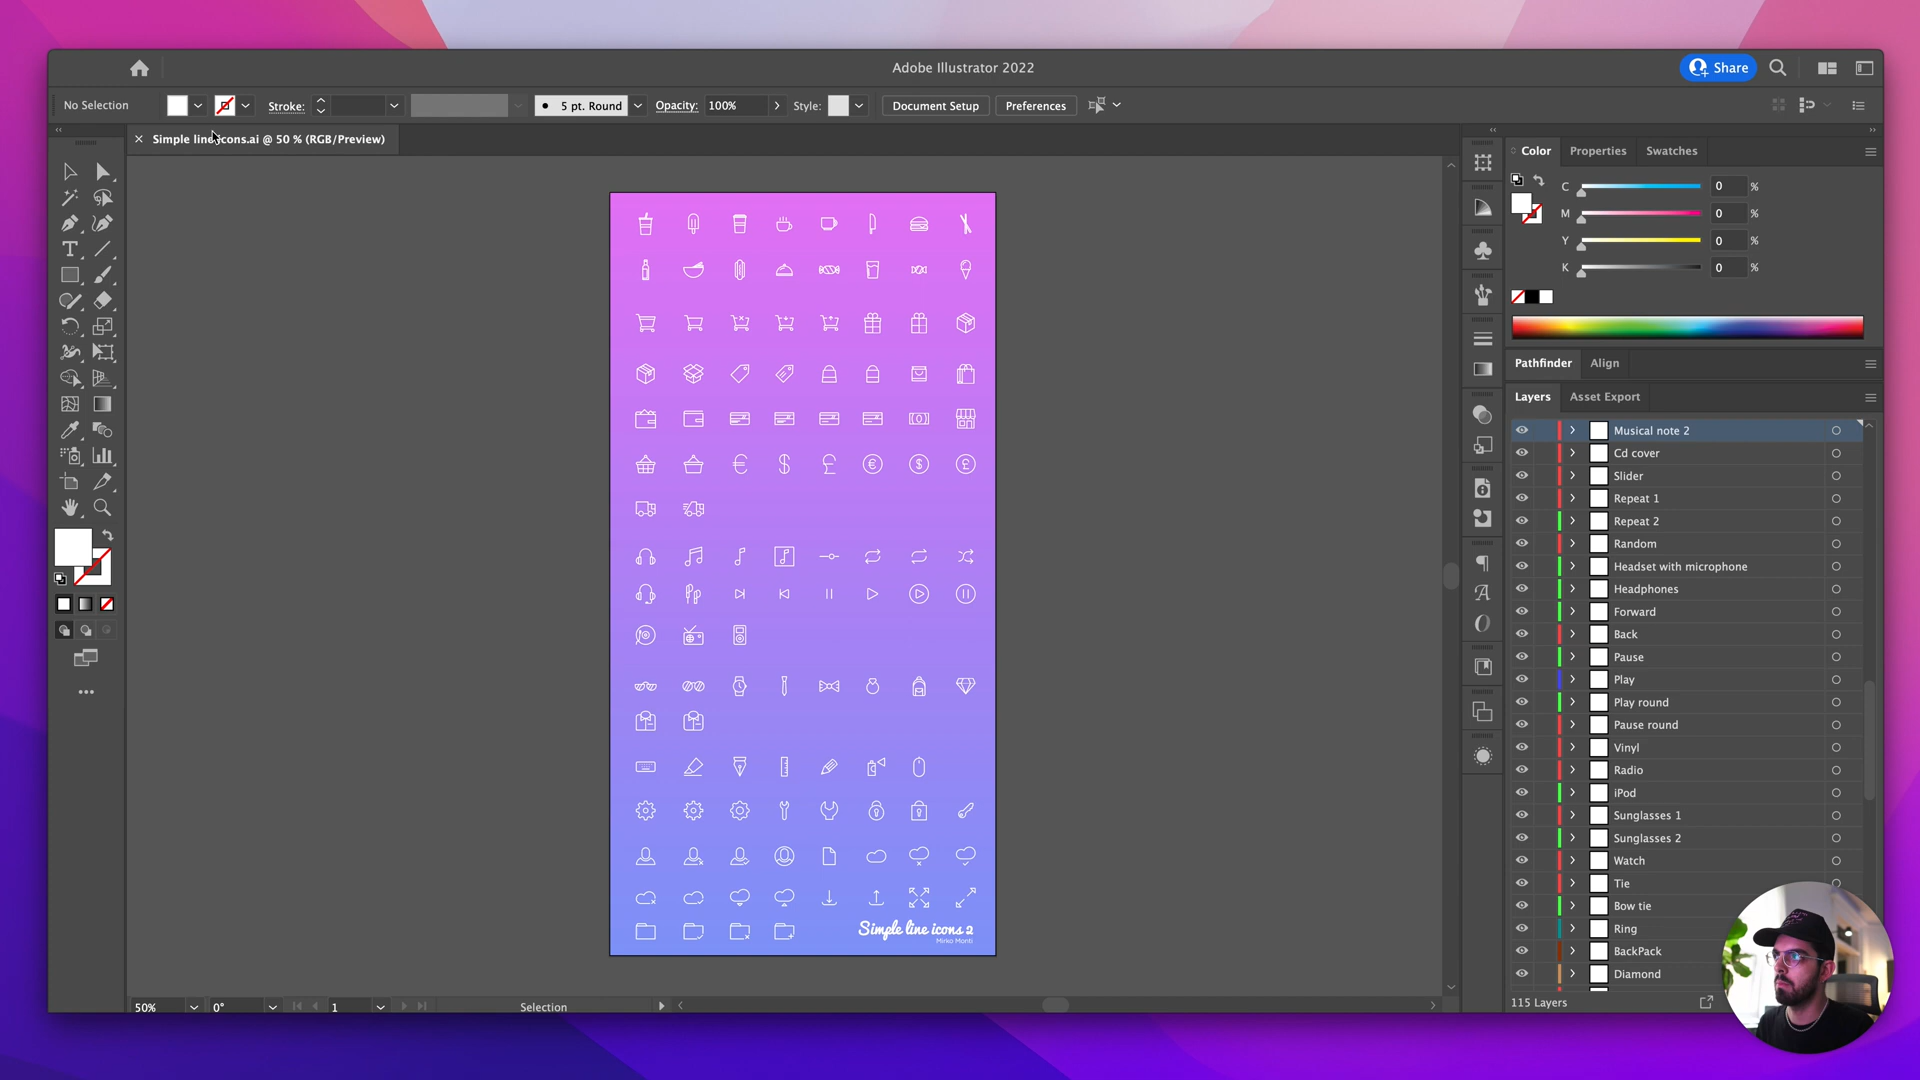 Adobe Illustrator 2022
Share
No Selection
Stroke:
5 pt. Round
Opacity:
100%
Style:
Document Setup
Preferences
Simple line icons.ai @ 50 % (RGB/Preview)
Color
Properties
Swatches
C
0
%
M
0
%
Y
0
%
K
0
%
Pathfinder
Align
Layers
Asset Export
Musical note 2
Cd cover
Slider
Repeat 1
Repeat 2
Random
Headset with microphone
Headphones
Forward
Back
Pause
Play
Play round
Pause round
Vinyl
Radio
iPod
Sunglasses 1
Sunglasses 2
Watch
Tie
Bow tie
Ring
BackPack
Diamond
115 Layers
Simple line icons 2
Mirko Monti
50%
0°
1
Selection